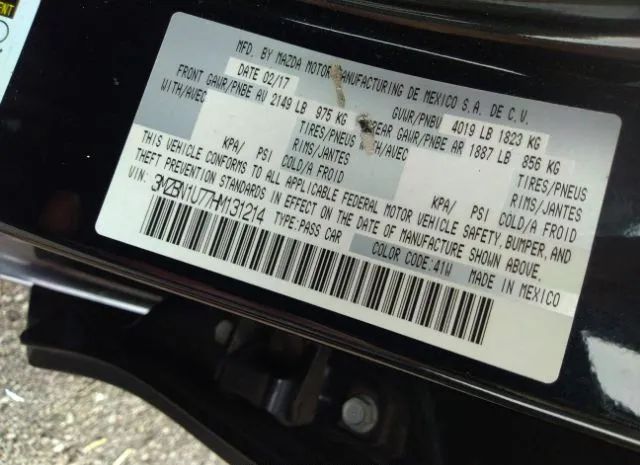 MFD. BY MAZDA MOTOR MANUFACTURING DE MEXICO S.A. DE C.V.
DATE 02/17 GVWR/PNBV 4019 LB 1823 KG
FRONT GAWR/PNBE AV 2149 LB 975 KG REAR GAWR/PNBE AR 1887 LB 856 KG
WITH/AVEC TIRES/PNEUS WITH/AVEC TIRES/PNEUS
RIMS/JANTES RIMS/JANTES
KPA/ PSI COLD/A FROID KPA/ PSI COLD/A FROID
THIS VEHICLE CONFORMS TO ALL APPLICABLE FEDERAL MOTOR VEHICLE SAFETY, BUMPER, AND
THEFT PREVENTION STANDARDS IN EFFECT ON THE DATE OF MANUFACTURE SHOWN ABOVE.
VIN: 3MZBN1U77HM131214 TYPE:PASS CAR
COLOR CODE:41W MADE IN MEXICO